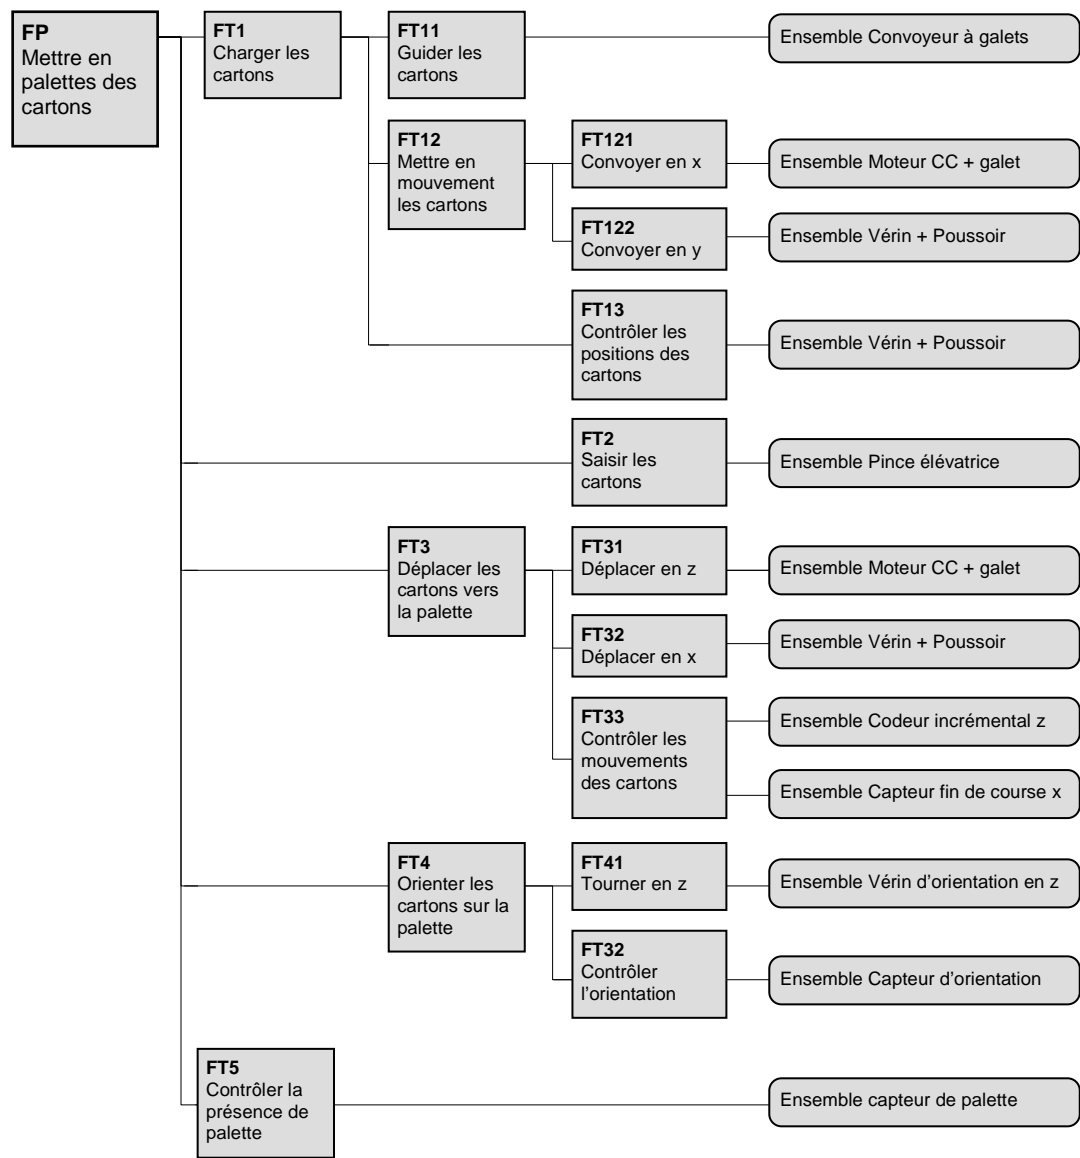 FP
Mettre en
palettes des
cartons
FT1
Charger les
cartons
FT11
Guider les
cartons
Ensemble Convoyeur à galets
FT12
Mettre en
mouvement
les cartons
FT121
Convoyer en x
Ensemble Moteur CC + galet
FT122
Convoyer en y
Ensemble Vérin + Poussoir
FT13
Contrôler les
positions des
cartons
Ensemble Vérin + Poussoir
FT2
Saisir les
cartons
Ensemble Pince élévatrice
FT3
Déplacer les
cartons vers
la palette
FT31
Déplacer en z
Ensemble Moteur CC + galet
FT32
Déplacer en x
Ensemble Vérin + Poussoir
FT33
Contrôler les
mouvements
des cartons
Ensemble Codeur incrémental z
Ensemble Capteur fin de course x
FT4
Orienter les
cartons sur la
palette
FT41
Tourner en z
Ensemble Vérin d'orientation en z
FT32
Contrôler
l'orientation
Ensemble Capteur d'orientation
FT5
Contrôler la
présence de
palette
Ensemble capteur de palette